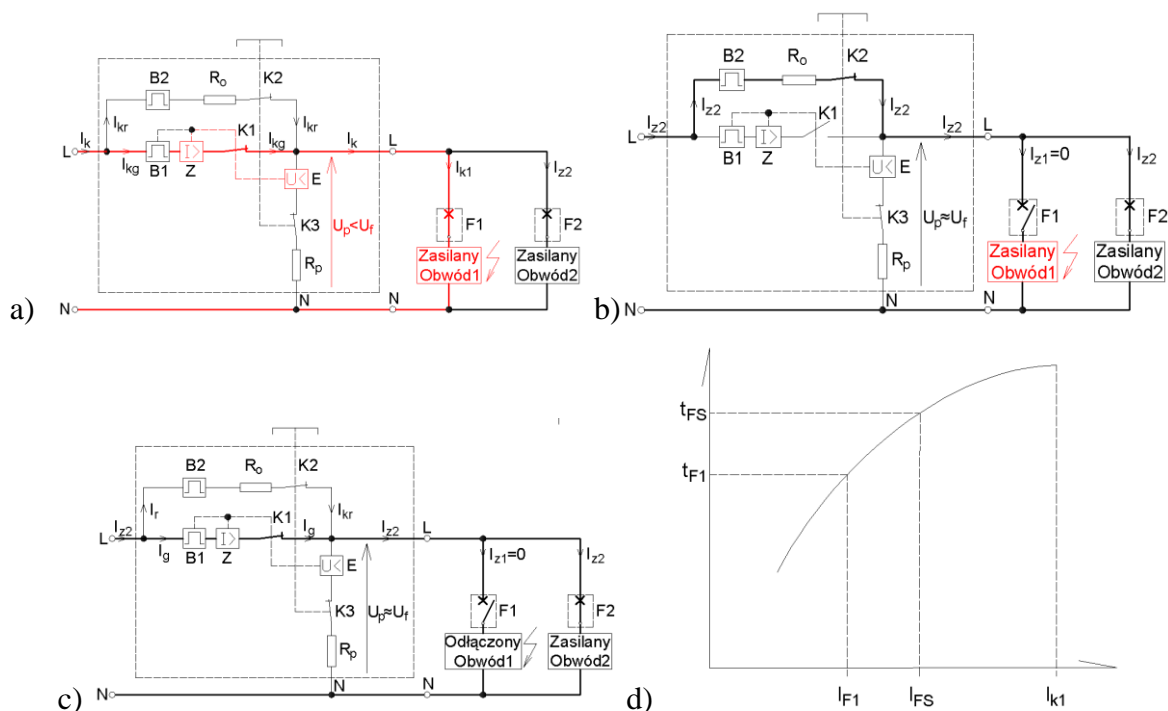 B2
Ro
K2
Ikr
Ikr
K1
Ik
L
Ikg
B1
Z
Ikg
Ik
L
Ik1
Iz2
U<
E
K3
Up<Uf
F1
F2
Rp
Zasilany
Obwód1
Zasilany
Obwód2
N
N
N
a)
B2
Ro
K2
Iz2
Iz2
K1
L
Iz2
B1
Z
Iz2
L
Iz1=0
Iz2
U<
E
K3
Up≈Uf
F1
F2
Rp
Zasilany
Obwód1
Zasilany
Obwód2
N
N
N
b)
B2
Ro
K2
Ir
Ikr
K1
L
Iz2
Ig
B1
Z
Ig
Iz2
L
Iz1=0
Iz2
U<
E
K3
Up≈Uf
F1
F2
Rp
Odłączony
Obwód1
Zasilany
Obwód2
N
N
N
c)
tFS
tF1
IF1
IFS
Ik1
d)